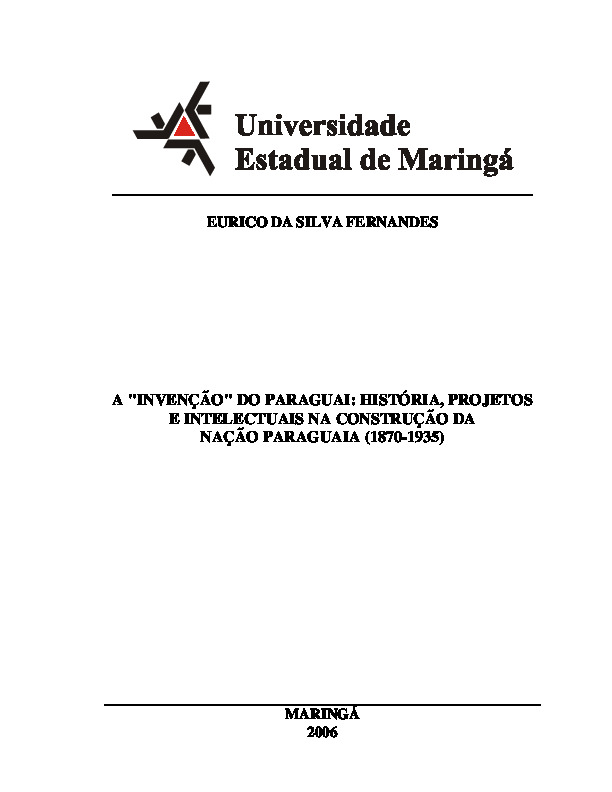 Universidade
Estadual de Maringá
EURICO DA SILVA FERNANDES
A "INVENÇÃO" DO PARAGUAI: HISTÓRIA, PROJETOS
E INTELECTUAIS NA CONSTRUÇÃO DA
NAÇÃO PARAGUAIA (1870-1935)
MARINGÁ
2006